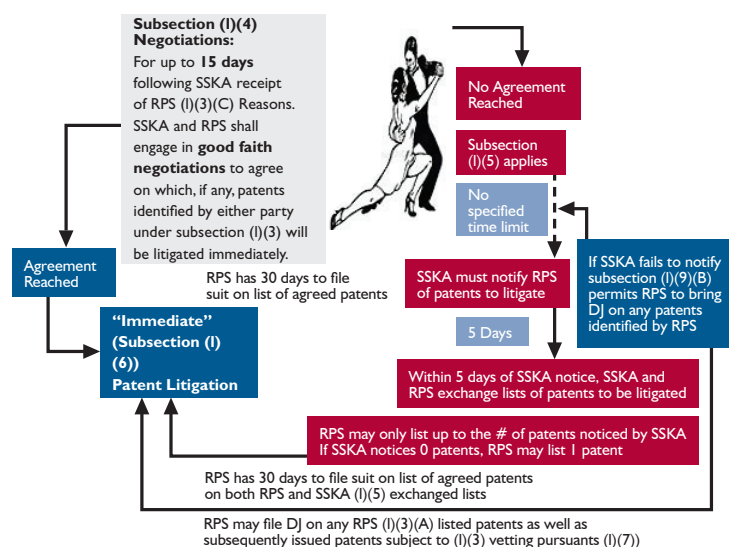 Subsection (l)(4)
Negotiations:
For up to 15 days
following SSKA receipt
of RPS (l)(3)(C) Reasons.
SSKA and RPS shall
engage in good faith
negotiations to agree
on which, if any, patents
identified by either party
under subsection (l)(3) will
be litigated immediately.
No Agreement
Reached
Subsection
(l)(5) applies
No
specified
time limit
Agreement
Reached
RPS has 30 days to file
suit on list of agreed patents
SSKA must notify RPS
of patents to litigate
If SSKA fails to notify
subsection (l)(9)(B)
permits RPS to bring
DJ on any patents
identified by RPS
"Immediate"
(Subsection (l)
(6))
Patent Litigation
5 Days
Within 5 days of SSKA notice, SSKA and
RPS exchange lists of patents to be litigated
RPS may only list up to the # of patents noticed by SSKA
If SSKA notices 0 patents, RPS may list 1 patent
RPS has 30 days to file suit on list of agreed patents
on both RPS and SSKA (l)(5) exchanged lists
RPS may file DJ on any RPS (l)(3)(A) listed patents as well as
subsequently issued patents subject to (l)(3) vetting pursuants (l)(7))